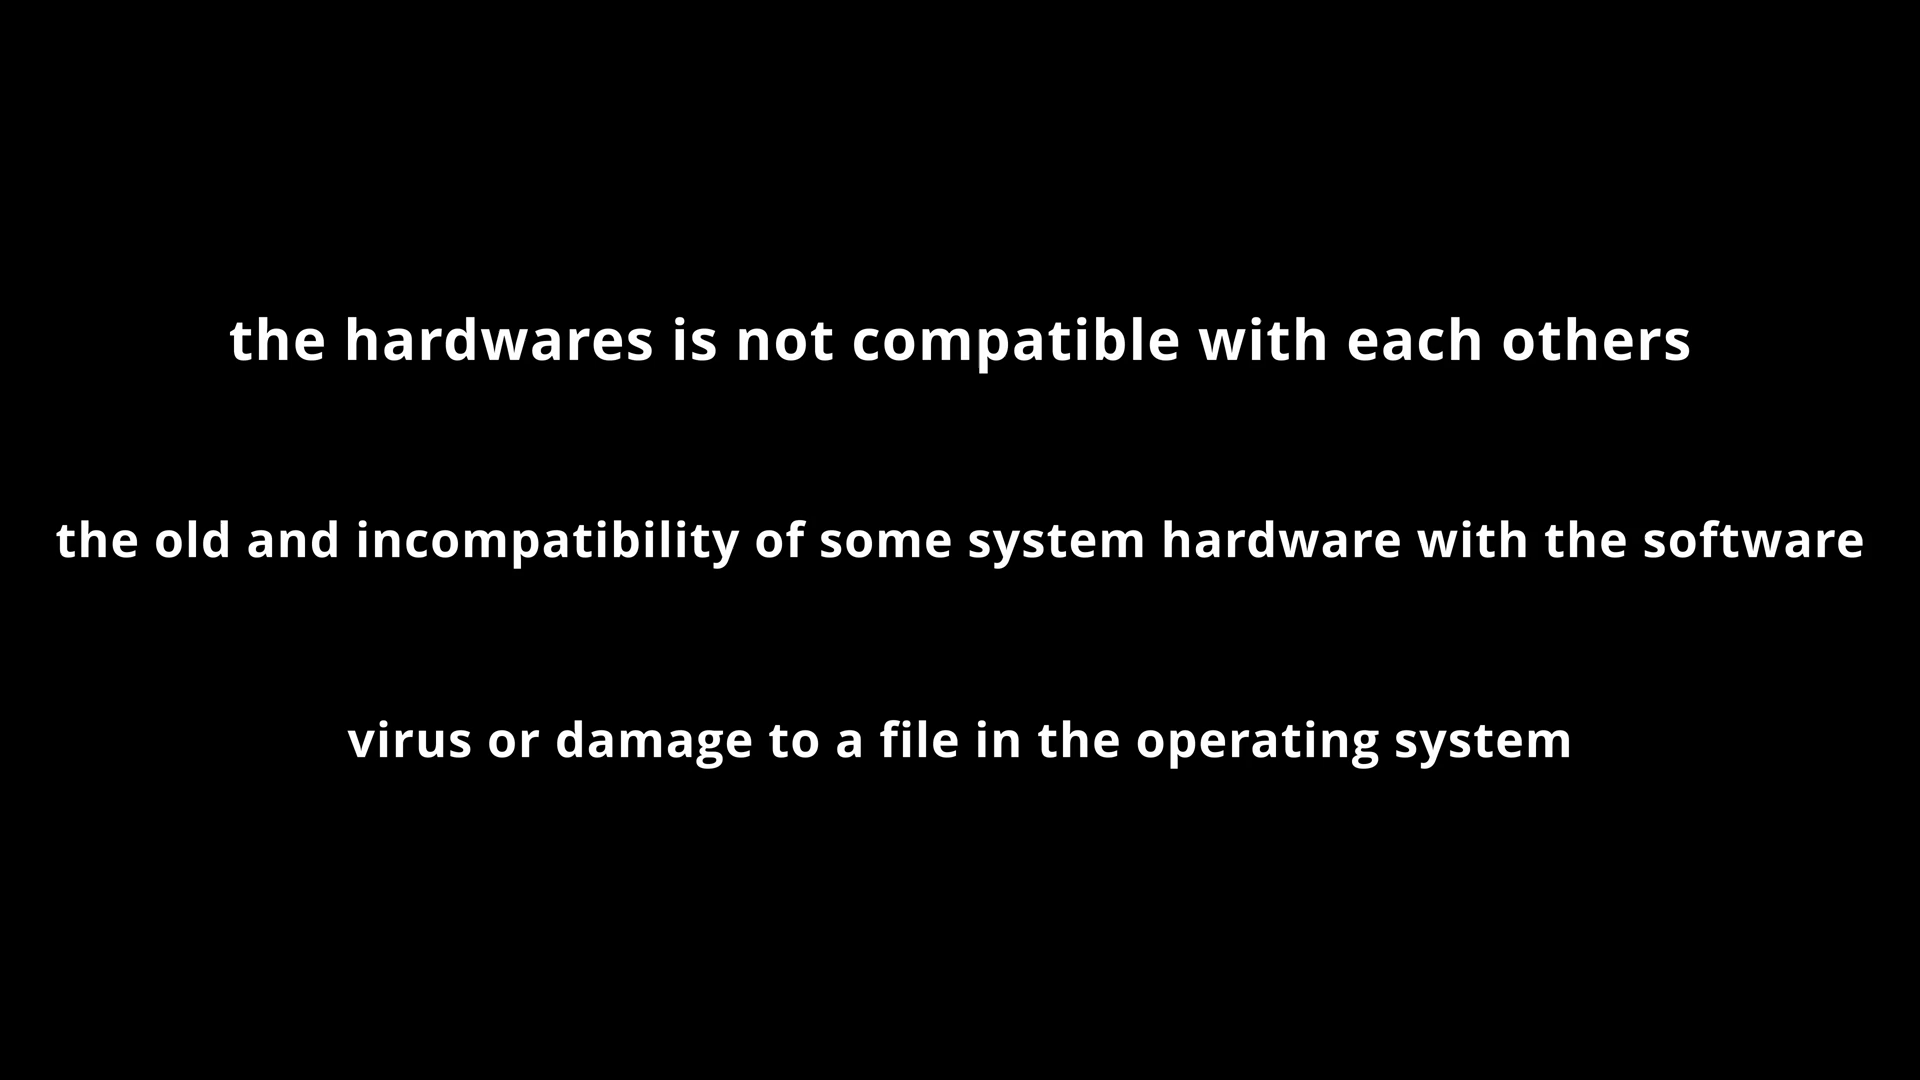 the hardwares is not compatible with each others
the old and incompatibility of some system hardware with the software
virus or damage to a file in the operating system